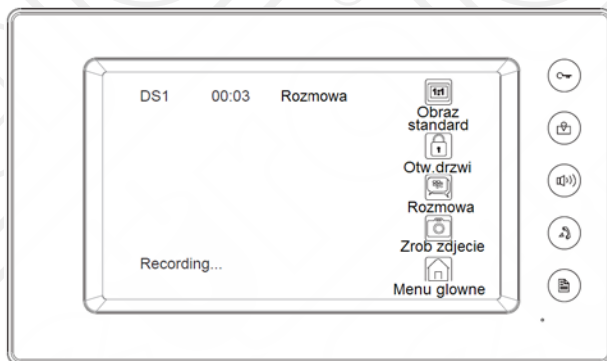 DS1 00:03 Rozmowa
1:1
Obraz
standard
Otw.drzwi
Rozmowa
Zrob zdjecie
Recording...
Menu glowne